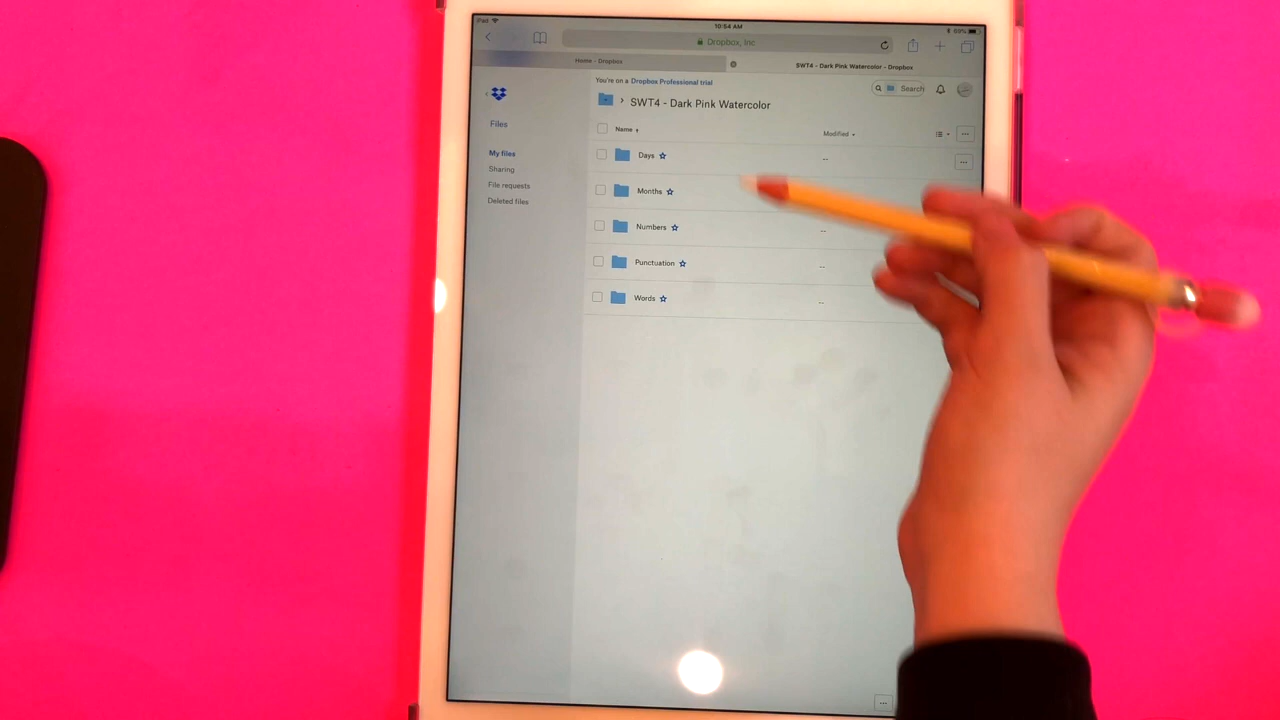 iPad 10:54 AM 69%
Dropbox, Inc
Home - Dropbox SWT4 - Dark Pink Watercolor - Dropbox
You're on a Dropbox Professional trial
› SWT4 - Dark Pink Watercolor Search
Files
Name Modified
My files
Sharing
File requests
Deleted files
Days --
Months
Numbers --
Punctuation --
Words --